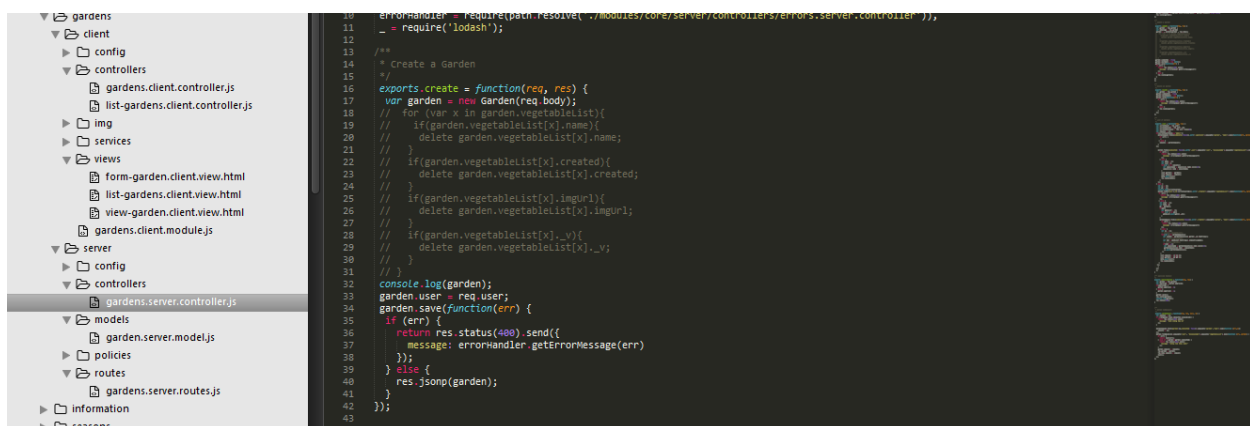 gardens
client
config
controllers
gardens.client.controller.js
list-gardens.client.controller.js
img
services
views
form-garden.client.view.html
list-gardens.client.view.html
view-garden.client.view.html
gardens.client.module.js
server
config
controllers
gardens.server.controller.js
models
garden.server.model.js
policies
routes
gardens.server.routes.js
information
seasons
10 errorHandler = require(path.resolve('./modules/core/server/controllers/errors.server.controller')),
11 _ = require('lodash');
12
13 /**
14 * Create a Garden
15 */
16 exports.create = function(req, res) {
17 var garden = new Garden(req.body);
18 // for (var x in garden.vegetableList){
19 // if(garden.vegetableList[x].name){
20 // delete garden.vegetableList[x].name;
21 // }
22 // if(garden.vegetableList[x].created){
23 // delete garden.vegetableList[x].created;
24 // }
25 // if(garden.vegetableList[x].imgUrl){
26 // delete garden.vegetableList[x].imgUrl;
27 // }
28 // if(garden.vegetableList[x]._v){
29 // delete garden.vegetableList[x]._v;
30 // }
31 // }
32 console.log(garden);
33 garden.user = req.user;
34 garden.save(function(err) {
35 if (err) {
36 return res.status(400).send({
37 message: errorHandler.getErrorMessage(err)
38 });
39 } else {
40 res.jsonp(garden);
41 }
42 });
43